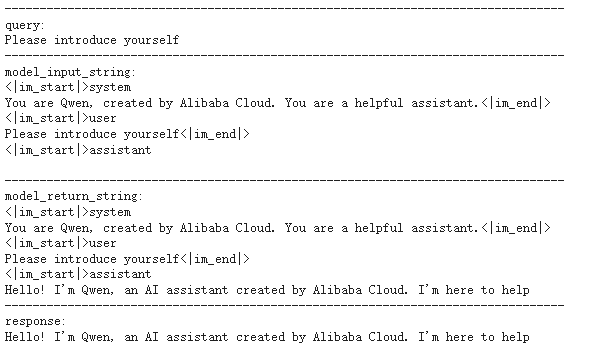 query:
Please introduce yourself
model_input_string:
<|im_start|>system
You are Qwen, created by Alibaba Cloud. You are a helpful assistant.<|im_end|>
<|im_start|>user
Please introduce yourself<|im_end|>
<|im_start|>assistant
model_return_string:
<|im_start|>system
You are Qwen, created by Alibaba Cloud. You are a helpful assistant.<|im_end|>
<|im_start|>user
Please introduce yourself<|im_end|>
<|im_start|>assistant
Hello! I'm Qwen, an AI assistant created by Alibaba Cloud. I'm here to help
response:
Hello! I'm Qwen, an AI assistant created by Alibaba Cloud. I'm here to help